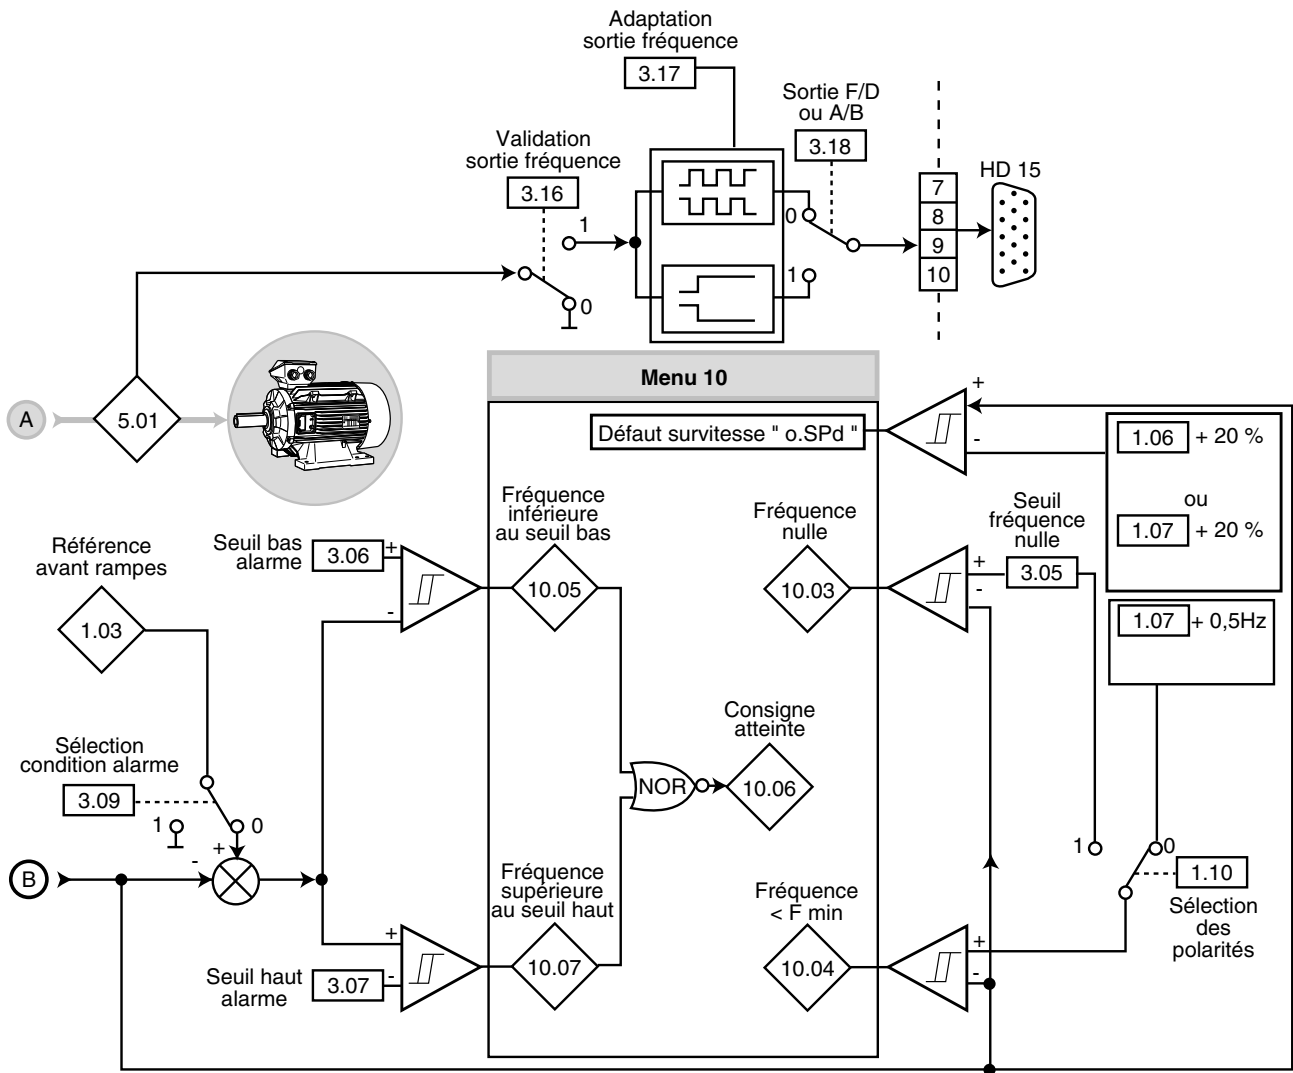 Adaptation
sortie fréquence
3.17
Sortie F/D
ou A/B
3.18
Validation
sortie fréquence
3.16
1
0
0
1
7
8
9
10
HD 15
A
5.01
Menu 10
Défaut survitesse " o.SPd "
+
-
1.06 + 20 %
ou
1.07 + 20 %
Seuil
fréquence
nulle
3.05
1.07 + 0,5Hz
Fréquence
inférieure
au seuil bas
10.05
Fréquence
nulle
10.03
+
-
Seuil bas
alarme
3.06
+
-
Référence
avant rampes
1.03
Sélection
condition alarme
3.09
1
0
+
-
B
NOR
Consigne
atteinte
10.06
Fréquence
supérieure
au seuil haut
10.07
Seuil haut
alarme
3.07
+
-
Fréquence
< F min
10.04
+
-
1
0
1.10
Sélection
des
polarités